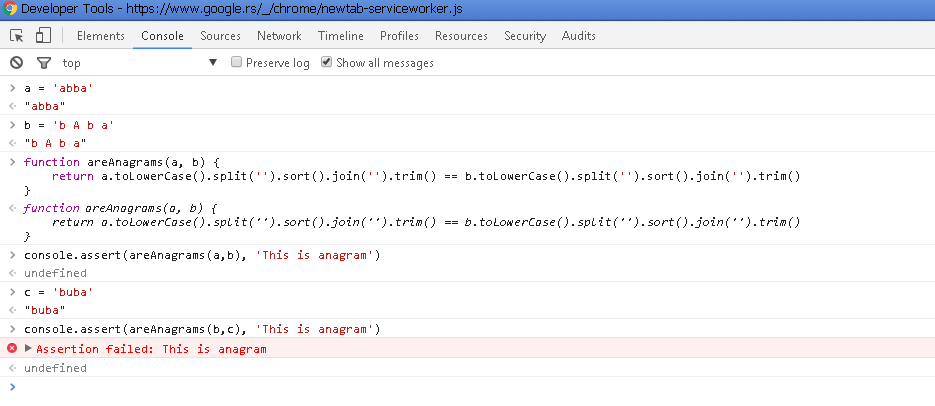 Developer Tools - https://www.google.rs/_/chrome/newtab-serviceworker.js
Elements Console Sources Network Timeline Profiles Resources Security Audits
top Preserve log Show all messages
> a = 'abba'
< "abba"
> b = 'b A b a'
< "b A b a"
> function areAnagrams(a, b) {
return a.toLowerCase().split('').sort().join('').trim() == b.toLowerCase().split('').sort().join('').trim()
}
< function areAnagrams(a, b) {
return a.toLowerCase().split('').sort().join('').trim() == b.toLowerCase().split('').sort().join('').trim()
}
> console.assert(areAnagrams(a,b), 'This is anagram')
< undefined
> c = 'buba'
< "buba"
> console.assert(areAnagrams(b,c), 'This is anagram')
Assertion failed: This is anagram
< undefined
>